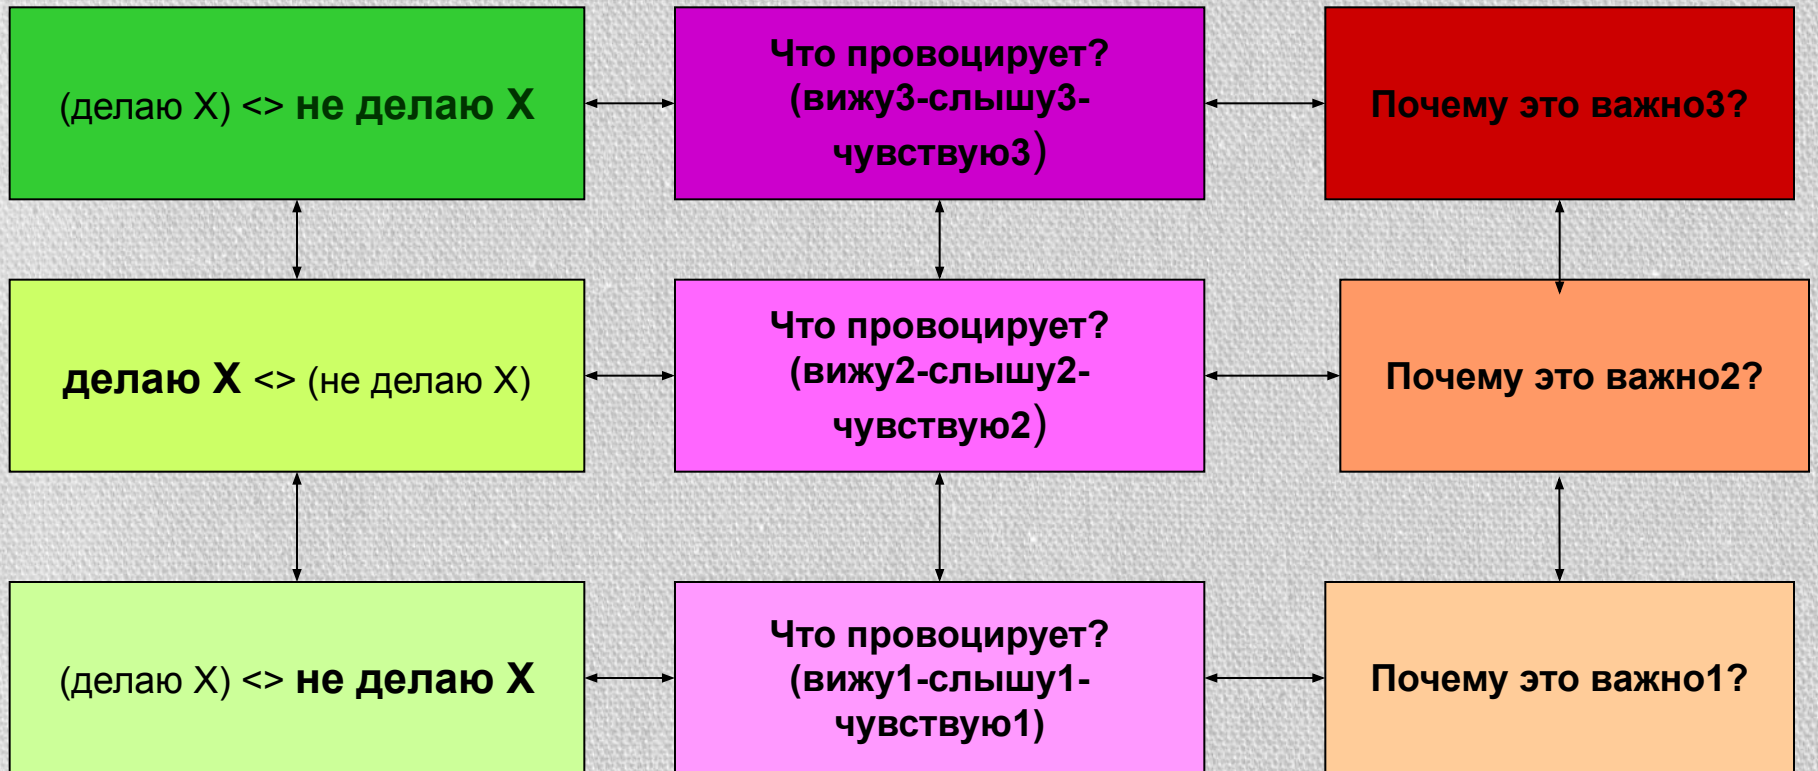 (делаю Х) <> не делаю Х
Что провоцирует?
(вижу3-слышу3-
чувствую3)
Почему это важно3?
делаю Х <> (не делаю Х)
Что провоцирует?
(вижу2-слышу2-
чувствую2)
Почему это важно2?
(делаю Х) <> не делаю Х
Что провоцирует?
(вижу1-слышу1-
чувствую1)
Почему это важно1?